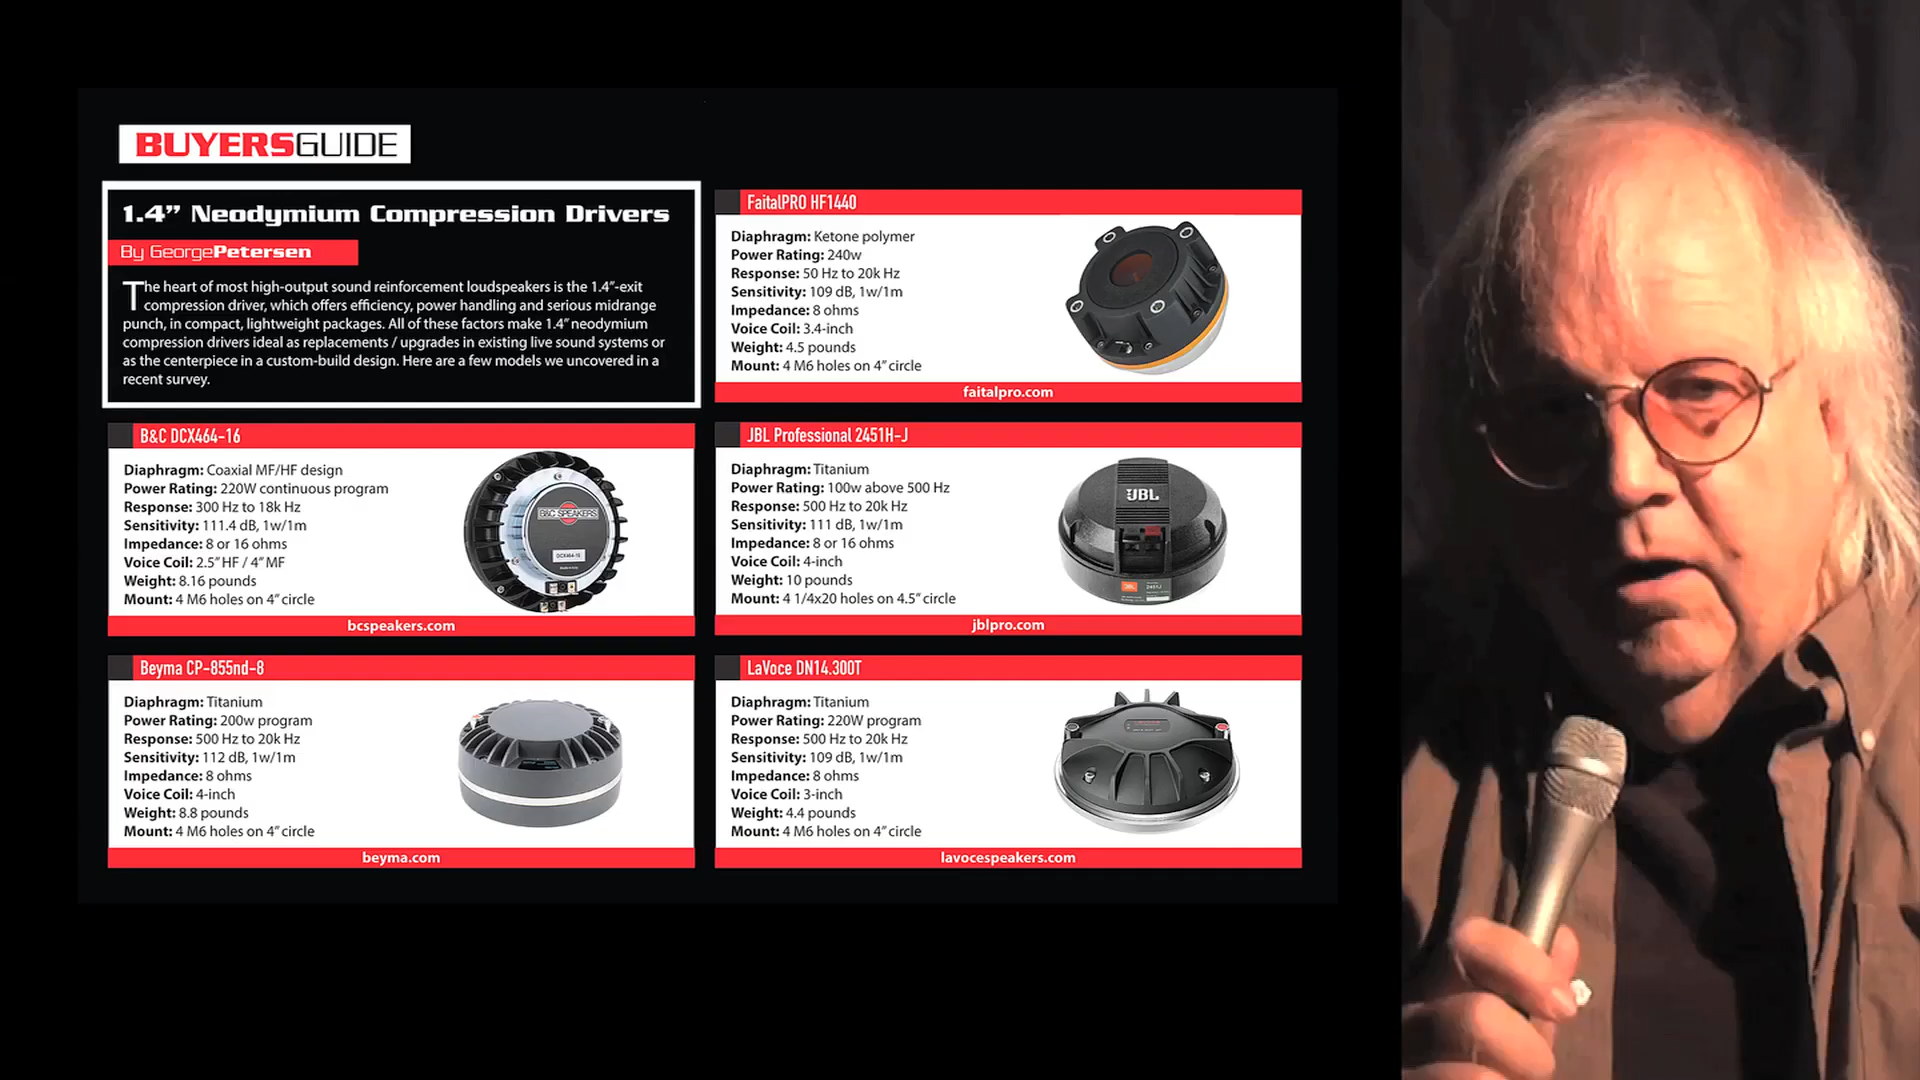 BUYERSGUIDE
1.4” Neodymium Compression Drivers
By GeorgePetersen
The heart of most high-output sound reinforcement loudspeakers is the 1.4”-exit
compression driver, which offers efficiency, power handling and serious midrange
punch, in compact, lightweight packages. All of these factors make 1.4” neodymium
compression drivers ideal as replacements / upgrades in existing live sound systems or
as the centerpiece in a custom-build design. Here are a few models we uncovered in a
recent survey.
FaitalPRO HF1440
Diaphragm: Ketone polymer
Power Rating: 240w
Response: 50 Hz to 20k Hz
Sensitivity: 109 dB, 1w/1m
Impedance: 8 ohms
Voice Coil: 3.4-inch
Weight: 4.5 pounds
Mount: 4 M6 holes on 4” circle
faitalpro.com
B&C DCX464-16
Diaphragm: Coaxial MF/HF design
Power Rating: 220W continuous program
Response: 300 Hz to 18k Hz
Sensitivity: 111.4 dB, 1w/1m
Impedance: 8 or 16 ohms
Voice Coil: 2.5” HF / 4” MF
Weight: 8.16 pounds
Mount: 4 M6 holes on 4” circle
B&C SPEAKERS
DCX464-16
bcspeakers.com
JBL Professional 2451H-J
Diaphragm: Titanium
Power Rating: 100w above 500 Hz
Response: 500 Hz to 20k Hz
Sensitivity: 111 dB, 1w/1m
Impedance: 8 or 16 ohms
Voice Coil: 4-inch
Weight: 10 pounds
Mount: 4 1/4x20 holes on 4.5” circle
JBL
JBL
2451J
jblpro.com
Beyma CP-855nd-8
Diaphragm: Titanium
Power Rating: 200w program
Response: 500 Hz to 20k Hz
Sensitivity: 112 dB, 1w/1m
Impedance: 8 ohms
Voice Coil: 4-inch
Weight: 8.8 pounds
Mount: 4 M6 holes on 4” circle
beyma.com
LaVoce DN14.300T
Diaphragm: Titanium
Power Rating: 220W program
Response: 500 Hz to 20k Hz
Sensitivity: 109 dB, 1w/1m
Impedance: 8 ohms
Voice Coil: 3-inch
Weight: 4.4 pounds
Mount: 4 M6 holes on 4” circle
lavocespeakers.com